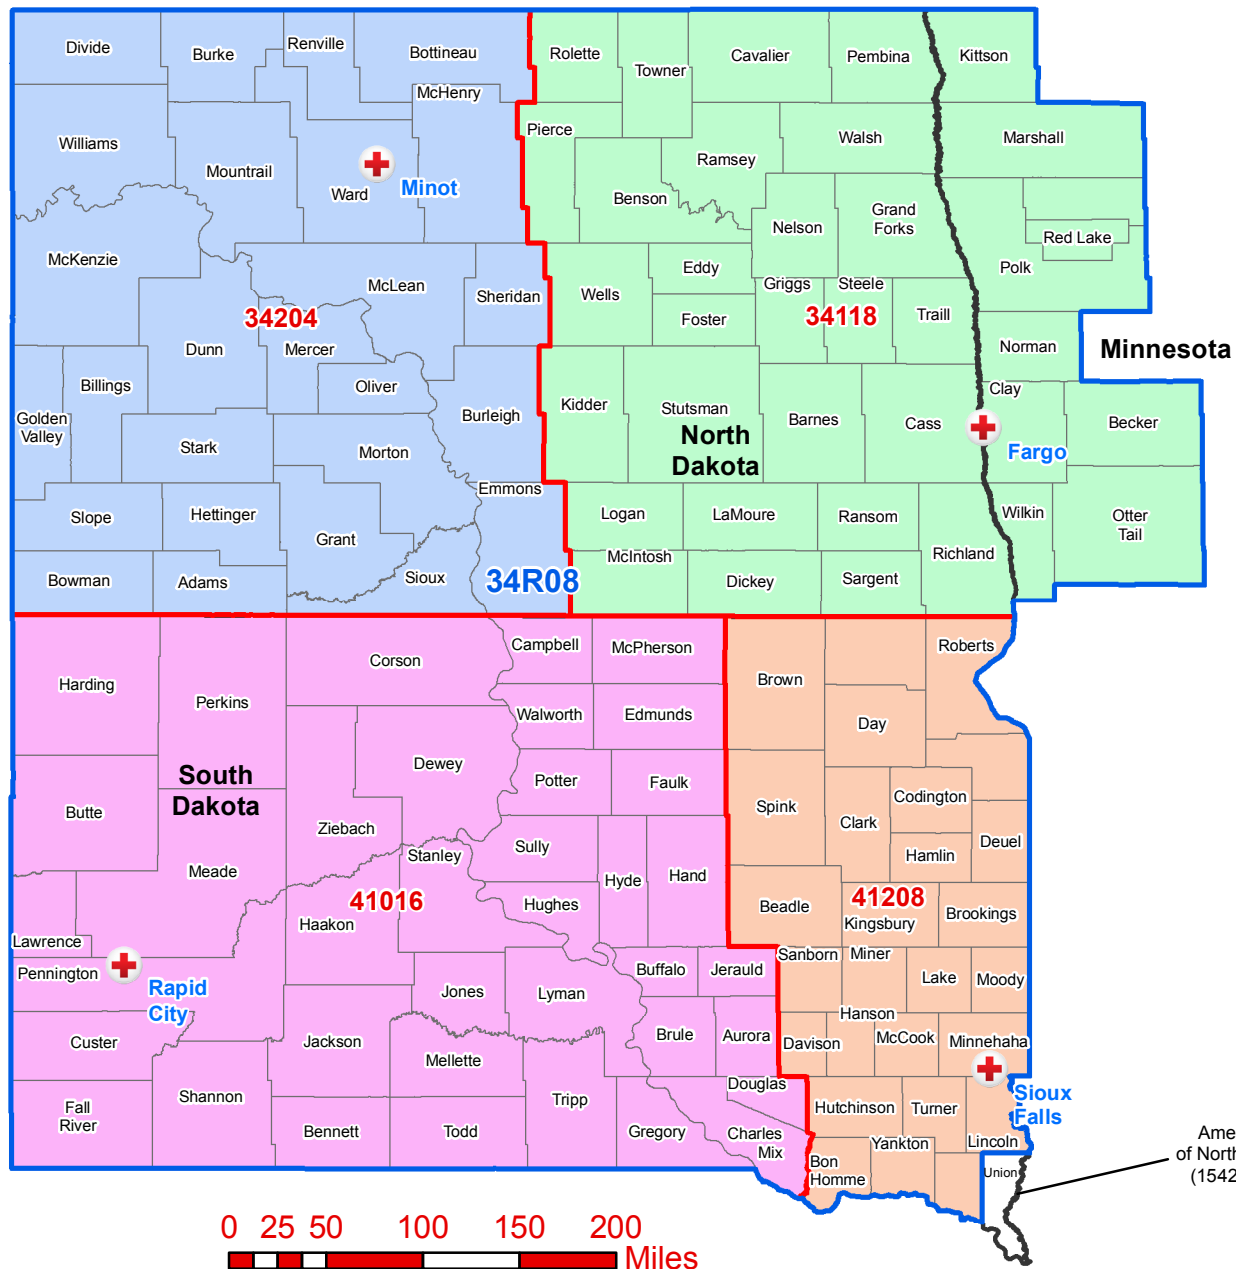 Divide
Burke
Renville
Bottineau
McHenry
Rolette
Towner
Cavalier
Pembina
Kittson
Williams
Mountrail
Ward
Minot
Pierce
Benson
Ramsey
Walsh
Marshall
Nelson
Grand
Forks
Red Lake
Polk
McKenzie
McLean
Sheridan
Wells
Eddy
Foster
Griggs
Steele
Traill
34204
34118
Norman
Minnesota
Dunn
Mercer
Billings
Oliver
Golden
Valley
Burleigh
Kidder
Stutsman
North
Dakota
Barnes
Cass
Clay
Becker
Fargo
Stark
Morton
Emmons
Slope
Hettinger
Grant
Logan
LaMoure
Ransom
Wilkin
Otter
Tail
Richland
McIntosh
Bowman
Adams
Sioux
34R08
Dickey
Sargent
Harding
Perkins
Corson
Campbell
McPherson
Brown
Roberts
Walworth
Edmunds
Day
South
Dakota
Dewey
Potter
Faulk
Butte
Ziebach
Spink
Clark
Codington
Deuel
Hamlin
Meade
Stanley
Sully
Hyde
Hand
Haakon
41016
Hughes
Beadle
41208
Kingsbury
Brookings
Lawrence
Pennington
Rapid
City
Jones
Lyman
Buffalo
Jerauld
Sanborn
Miner
Lake
Moody
Custer
Jackson
Mellette
Brule
Aurora
Davison
Hanson
McCook
Minnehaha
Sioux
Falls
Fall
River
Shannon
Bennett
Todd
Tripp
Gregory
Douglas
Charles
Mix
Hutchinson
Turner
Lincoln
Yankton
Bon
Homme
Union
Ame
of North
(1542
0 25 50 100 150 200
Miles